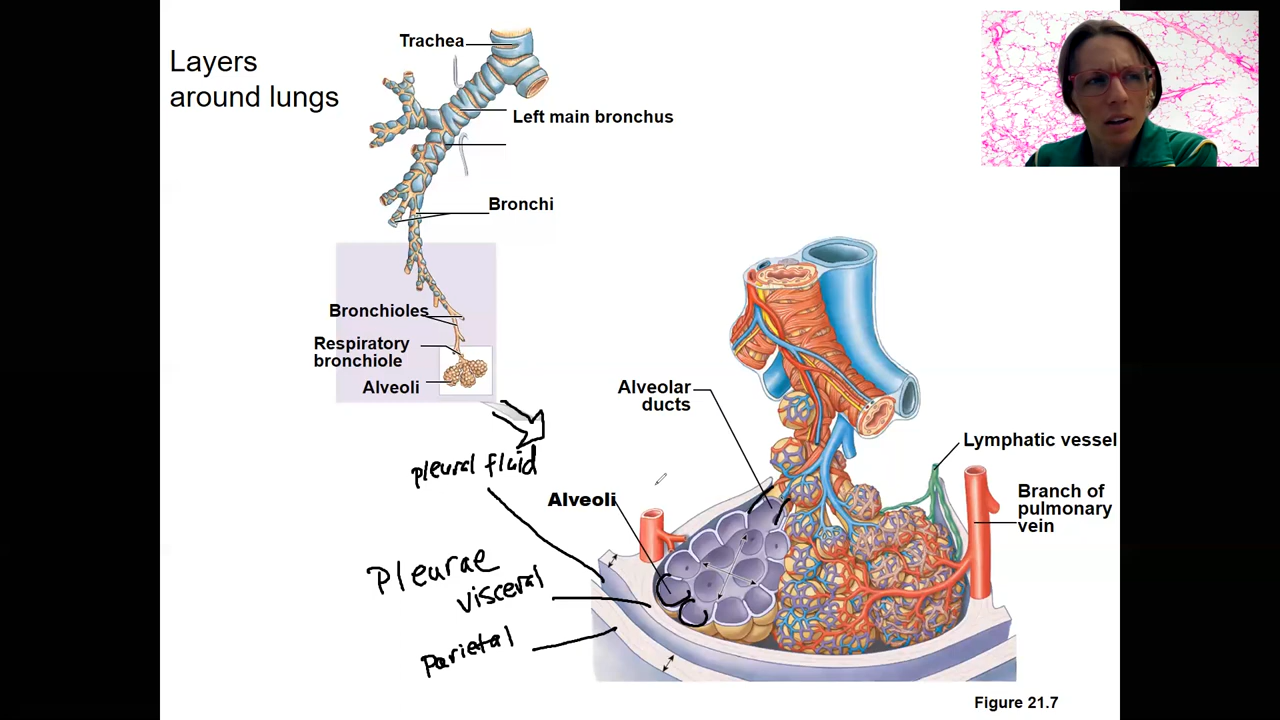 Layers
around lungs
Trachea
Left main bronchus
Bronchi
Bronchioles
Respiratory
bronchiole
Alveoli
pleural fluid
Pleurae
visceral
Parietal
Alveolar
ducts
Alveoli
Lymphatic vessel
Branch of
pulmonary
vein
Figure 21.7